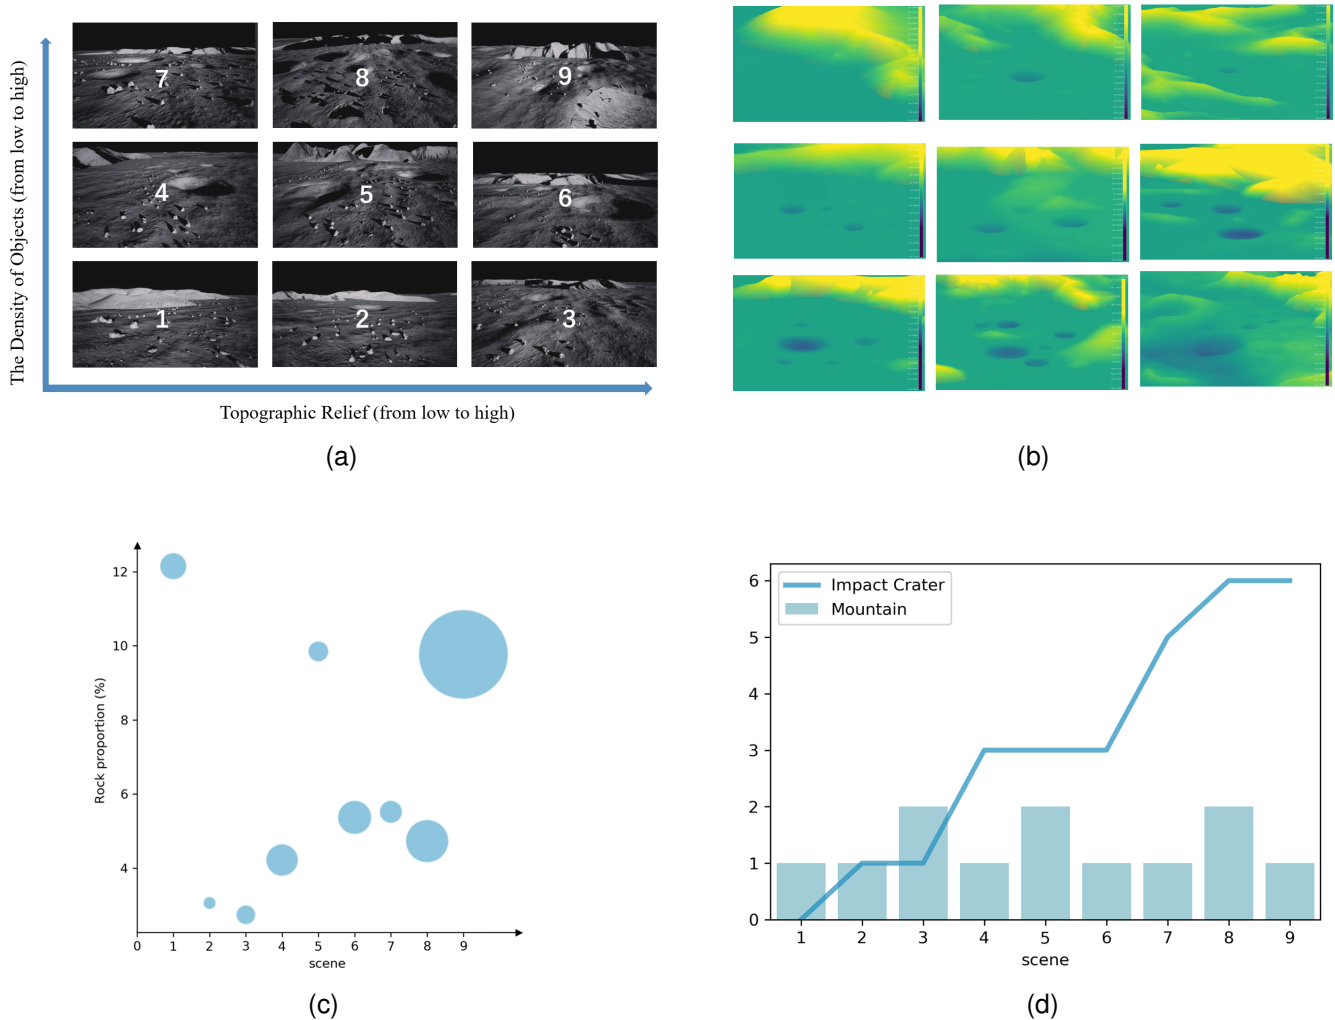 The Density of Objects (from low to high)
7
8
9
4
5
6
1
2
3
Topographic Relief (from low to high)
(a)
(b)
Rock proportion (%)
12
10
8
6
4
0 1 2 3 4 5 6 7 8 9
scene
(c)
Impact Crater
Mountain
6
5
4
3
2
1
0
1 2 3 4 5 6 7 8 9
scene
(d)